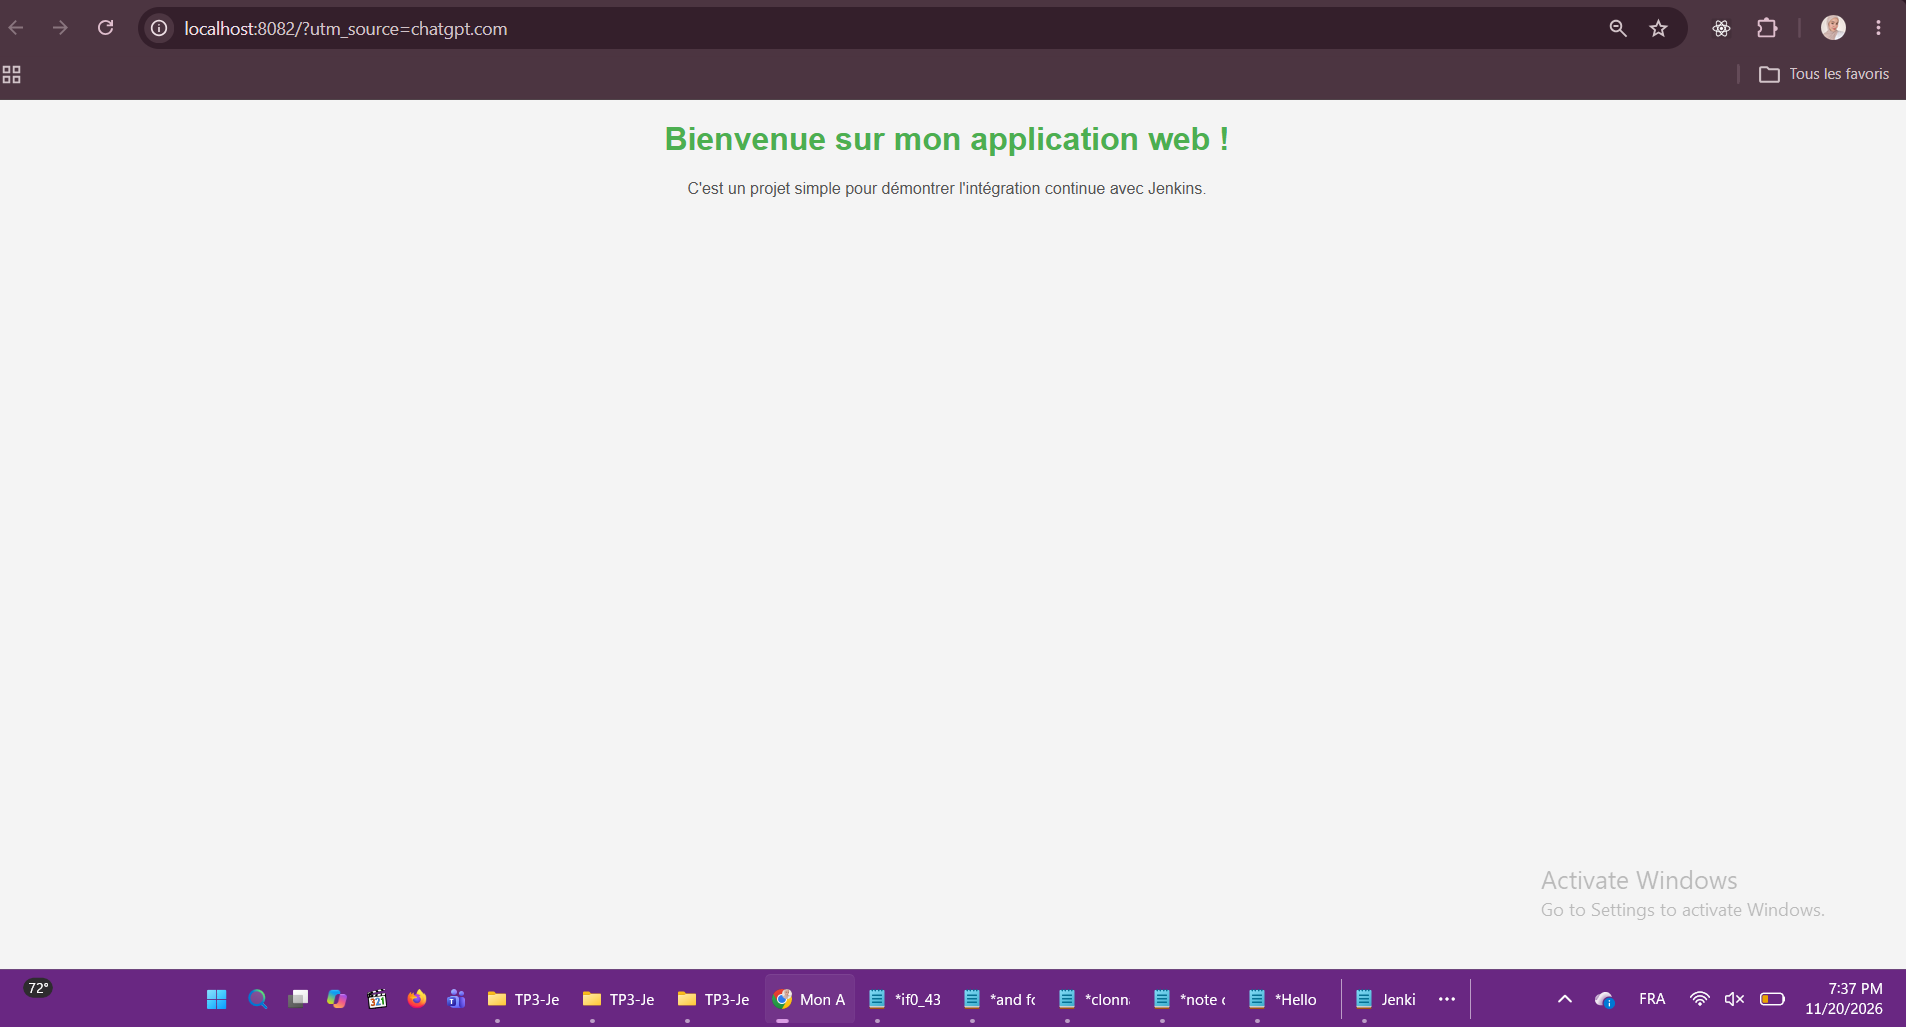 localhost:8082/?utm_source=chatgpt.com
Tous les favoris
Bienvenue sur mon application web !
C'est un projet simple pour démontrer l'intégration continue avec Jenkins.
Activate Windows
Go to Settings to activate Windows.
72°
TP3-Je
TP3-Je
TP3-Je
Mon A
*if0_43
*and fo
*clonn
*note c
*Hello
Jenki
FRA
7:37 PM
11/20/2026